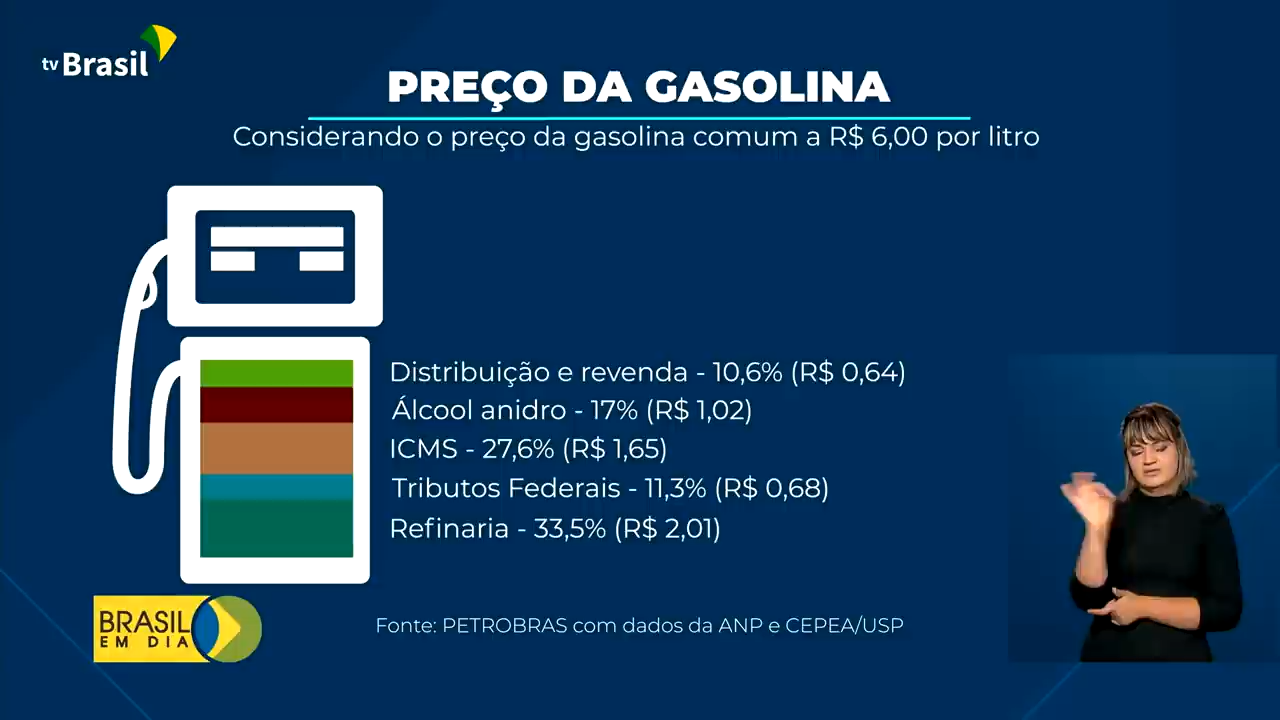 tv Brasil
PREÇO DA GASOLINA
Considerando o preço da gasolina comum a R$ 6,00 por litro
Distribuição e revenda - 10,6% (R$ 0,64)
Álcool anidro - 17% (R$ 1,02)
ICMS - 27,6% (R$ 1,65)
Tributos Federais - 11,3% (R$ 0,68)
Refinaria - 33,5% (R$ 2,01)
BRASIL
EM DIA
Fonte: PETROBRAS com dados da ANP e CEPEA/USP